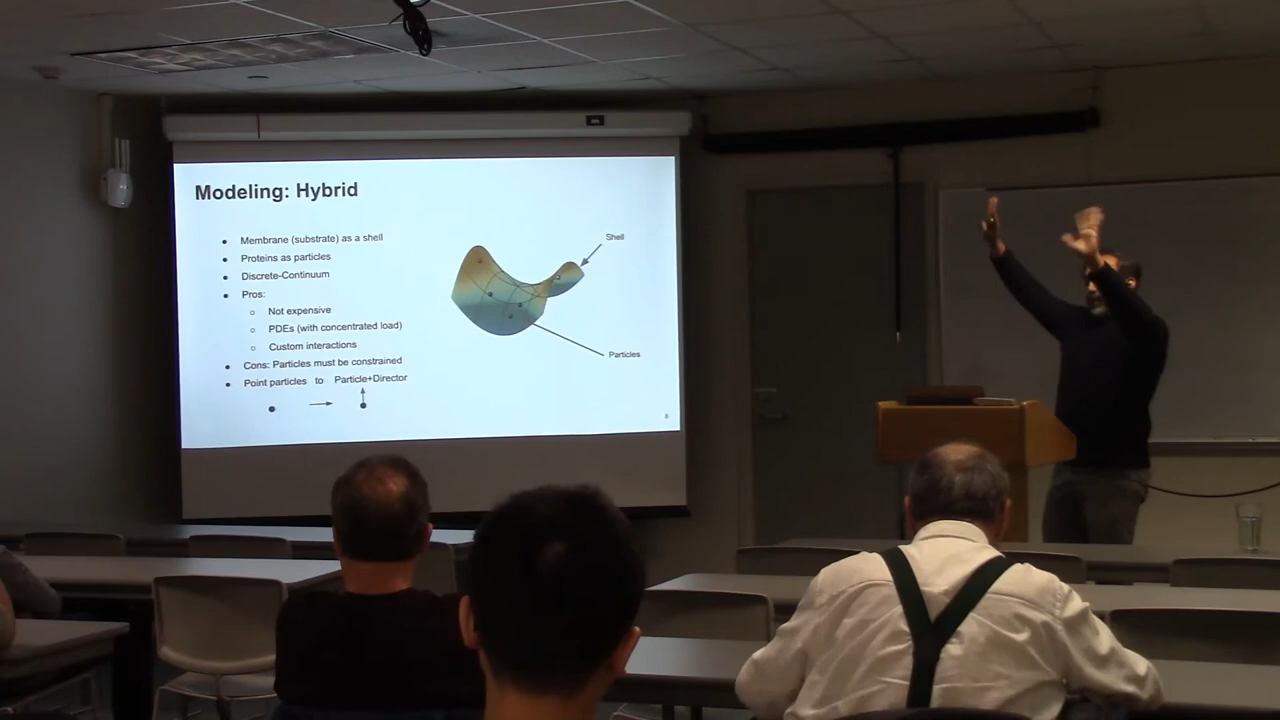 Modeling: Hybrid
Membrane (substrate) as a shell
Proteins as particles
Discrete-Continuum
Pros:
Not expensive
PDEs (with concentrated load)
Custom interactions
Cons: Particles must be constrained
Point particles to Particle+Director
Shell
Particles
8